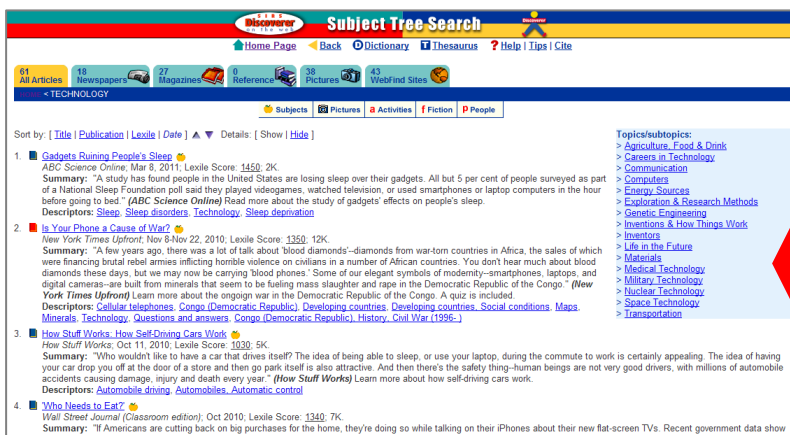 SIRS
Discoverer
on the web
Subject Tree Search
Discoverer
Home Page Back D Dictionary T Thesaurus ? Help | Tips | Cite
61 All Articles
18 Newspapers
27 Magazines
0 Reference
38 Pictures
43 WebFind Sites
< TECHNOLOGY
Subjects Pictures a Activities f Fiction P People
Sort by: [ Title | Publication | Lexile | Date ] ▲ ▼ Details: [ Show | Hide ]
1. Gadgets Ruining People's Sleep
ABC Science Online; Mar 8, 2011; Lexile Score: 1450; 2K.
Summary: "A study has found people in the United States are losing sleep over their gadgets. All but 5 per cent of people surveyed as part
of a National Sleep Foundation poll said they played videogames, watched television, or used smartphones or laptop computers in the hour
before going to bed." (ABC Science Online) Read more about the study of gadgets' effects on people's sleep.
Descriptors: Sleep, Sleep disorders, Technology, Sleep deprivation
2. Is Your Phone a Cause of War?
New York Times Upfront; Nov 8-Nov 22, 2010; Lexile Score: 1350; 12K.
Summary: "A few years ago, there was a lot of talk about 'blood diamonds'--diamonds from war-torn countries in Africa, the sales of which
were financing brutal rebel armies inflicting horrible violence on civilians in a number of African countries. You don't hear much about blood
diamonds these days, but we may now be carrying 'blood phones.' Some of our elegant symbols of modernity--smartphones, laptops, and
digital cameras--are built from minerals that seem to be fueling mass slaughter and rape in the Democratic Republic of the Congo." (New
York Times Upfront) Learn more about the ongoign war in the Democratic Republic of the Congo. A quiz is included.
Descriptors: Cellular telephones, Congo (Democratic Republic), Developing countries, Developing countries, Social conditions, Maps,
Minerals, Technology, Questions and answers, Congo (Democratic Republic), History, Civil War (1996- )
3. How Stuff Works: How Self-Driving Cars Work
How Stuff Works; Oct 11, 2010; Lexile Score: 1030; 5K.
Summary: "Who wouldn't like to have a car that drives itself? The idea of being able to sleep, or use your laptop, during the commute to work is certainly appealing. The idea of having
your car drop you off at the door of a store and then go park itself is also attractive. And then there's the safety thing--human beings are not very good drivers, with millions of automobile
accidents causing damage, injury and death every year." (How Stuff Works) Learn more about how self-driving cars work.
Descriptors: Automobile driving, Automobiles, Automatic control
4. 'Who Needs to Eat?'
Wall Street Journal (Classroom edition); Oct 2010; Lexile Score: 1340; 7K.
Summary: "If Americans are cutting back on big purchases for the home, they're doing so while talking on their iPhones about their new flat-screen TVs. Recent government data show
Topics/subtopics:
> Agriculture, Food & Drink
> Careers in Technology
> Communication
> Computers
> Energy Sources
> Exploration & Research Methods
> Genetic Engineering
> Inventions & How Things Work
> Inventors
> Life in the Future
> Materials
> Medical Technology
> Military Technology
> Nuclear Technology
> Space Technology
> Transportation